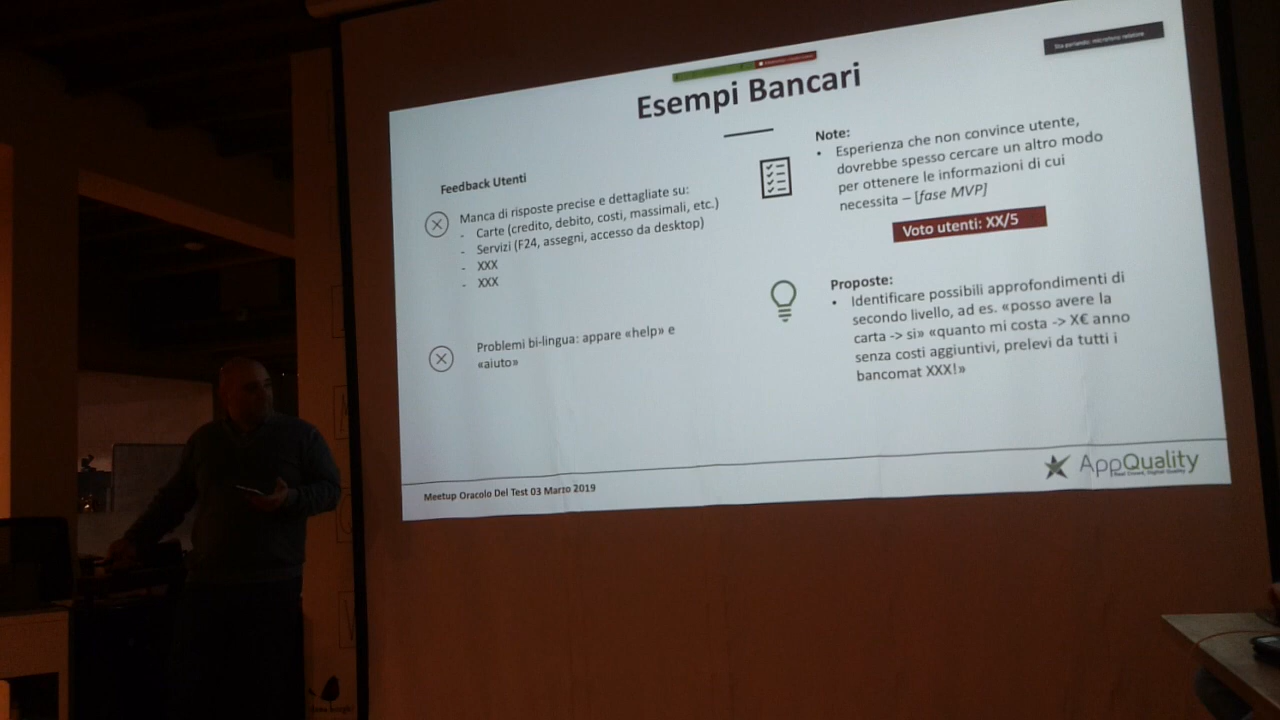 Sta parlando: microfono relatore
Esempi Bancari
Feedback Utenti
Manca di risposte precise e dettagliate su:
- Carte (credito, debito, costi, massimali, etc.)
- Servizi (F24, assegni, accesso da desktop)
- XXX
- XXX
Problemi bi-lingua: appare «help» e
«aiuto»
Note:
• Esperienza che non convince utente,
dovrebbe spesso cercare un altro modo
per ottenere le informazioni di cui
necessita – [fase MVP]
Voto utenti: XX/5
Proposte:
• Identificare possibili approfondimenti di
secondo livello, ad es. «posso avere la
carta -> si» «quanto mi costa -> X€ anno
senza costi aggiuntivi, prelevi da tutti i
bancomat XXX!»
Meetup Oracolo Del Test 03 Marzo 2019
AppQuality